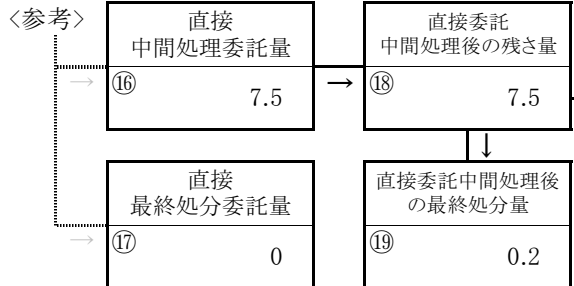 〈参考〉
直接
中間処理委託量
→
⑯
7.5
→
直接委託
中間処理後の残さ量
⑱
7.5
↓
直接
最終処分委託量
→
⑰
0
直接委託中間処理後
の最終処分量
⑲
0.2